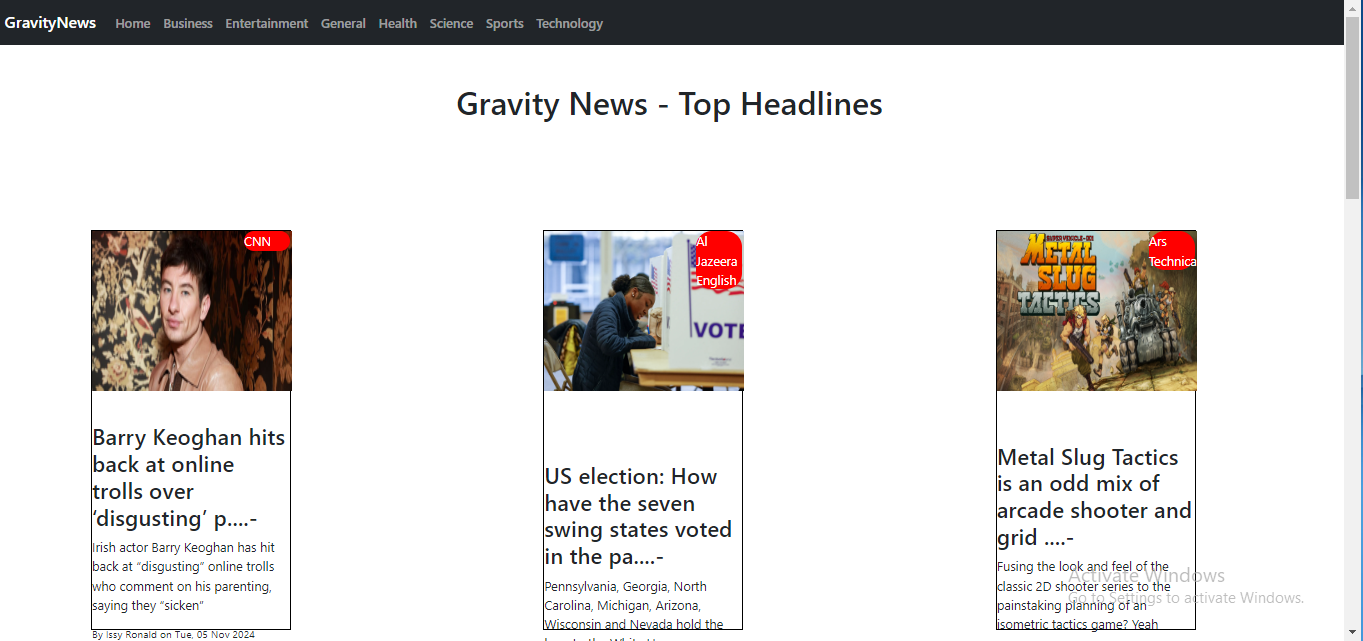 GravityNews Home Business Entertainment General Health Science Sports Technology
Gravity News - Top Headlines
CNN
Barry Keoghan hits
back at online
trolls over
‘disgusting’ p....-
Irish actor Barry Keoghan has hit
back at “disgusting” online trolls
who comment on his parenting,
saying they “sicken”
By Issy Ronald on Tue, 05 Nov 2024
Al
Jazeera
English
VOTE
US election: How
have the seven
swing states voted
in the pa....-
Pennsylvania, Georgia, North
Carolina, Michigan, Arizona,
Wisconsin and Nevada hold the
Ars
Technica
METAL
SLUG
TACTICS
Metal Slug Tactics
is an odd mix of
arcade shooter and
grid ....-
Fusing the look and feel of the
classic 2D shooter series to the
painstaking planning of an
isometric tactics game? Yeah
Activate Windows
Go to Settings to activate Windows.